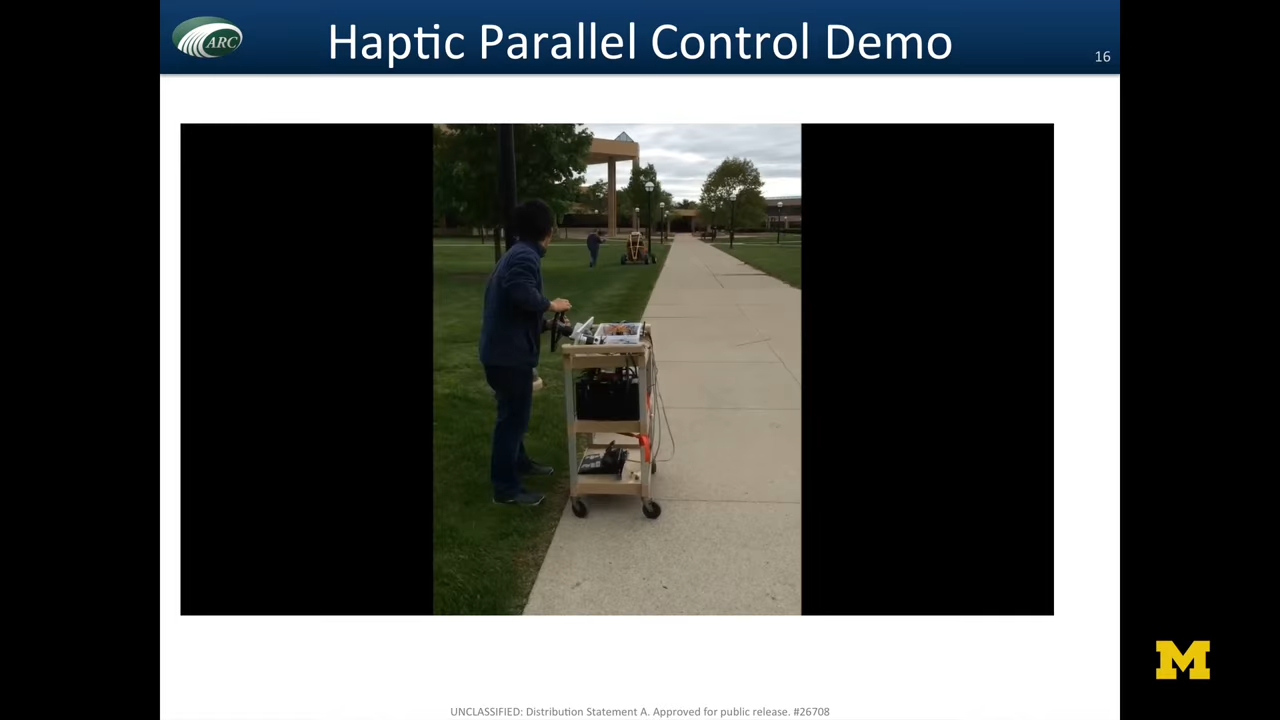 ARC
Haptic Parallel Control Demo
16
M
UNCLASSIFIED: Distribution Statement A. Approved for public release. #26708